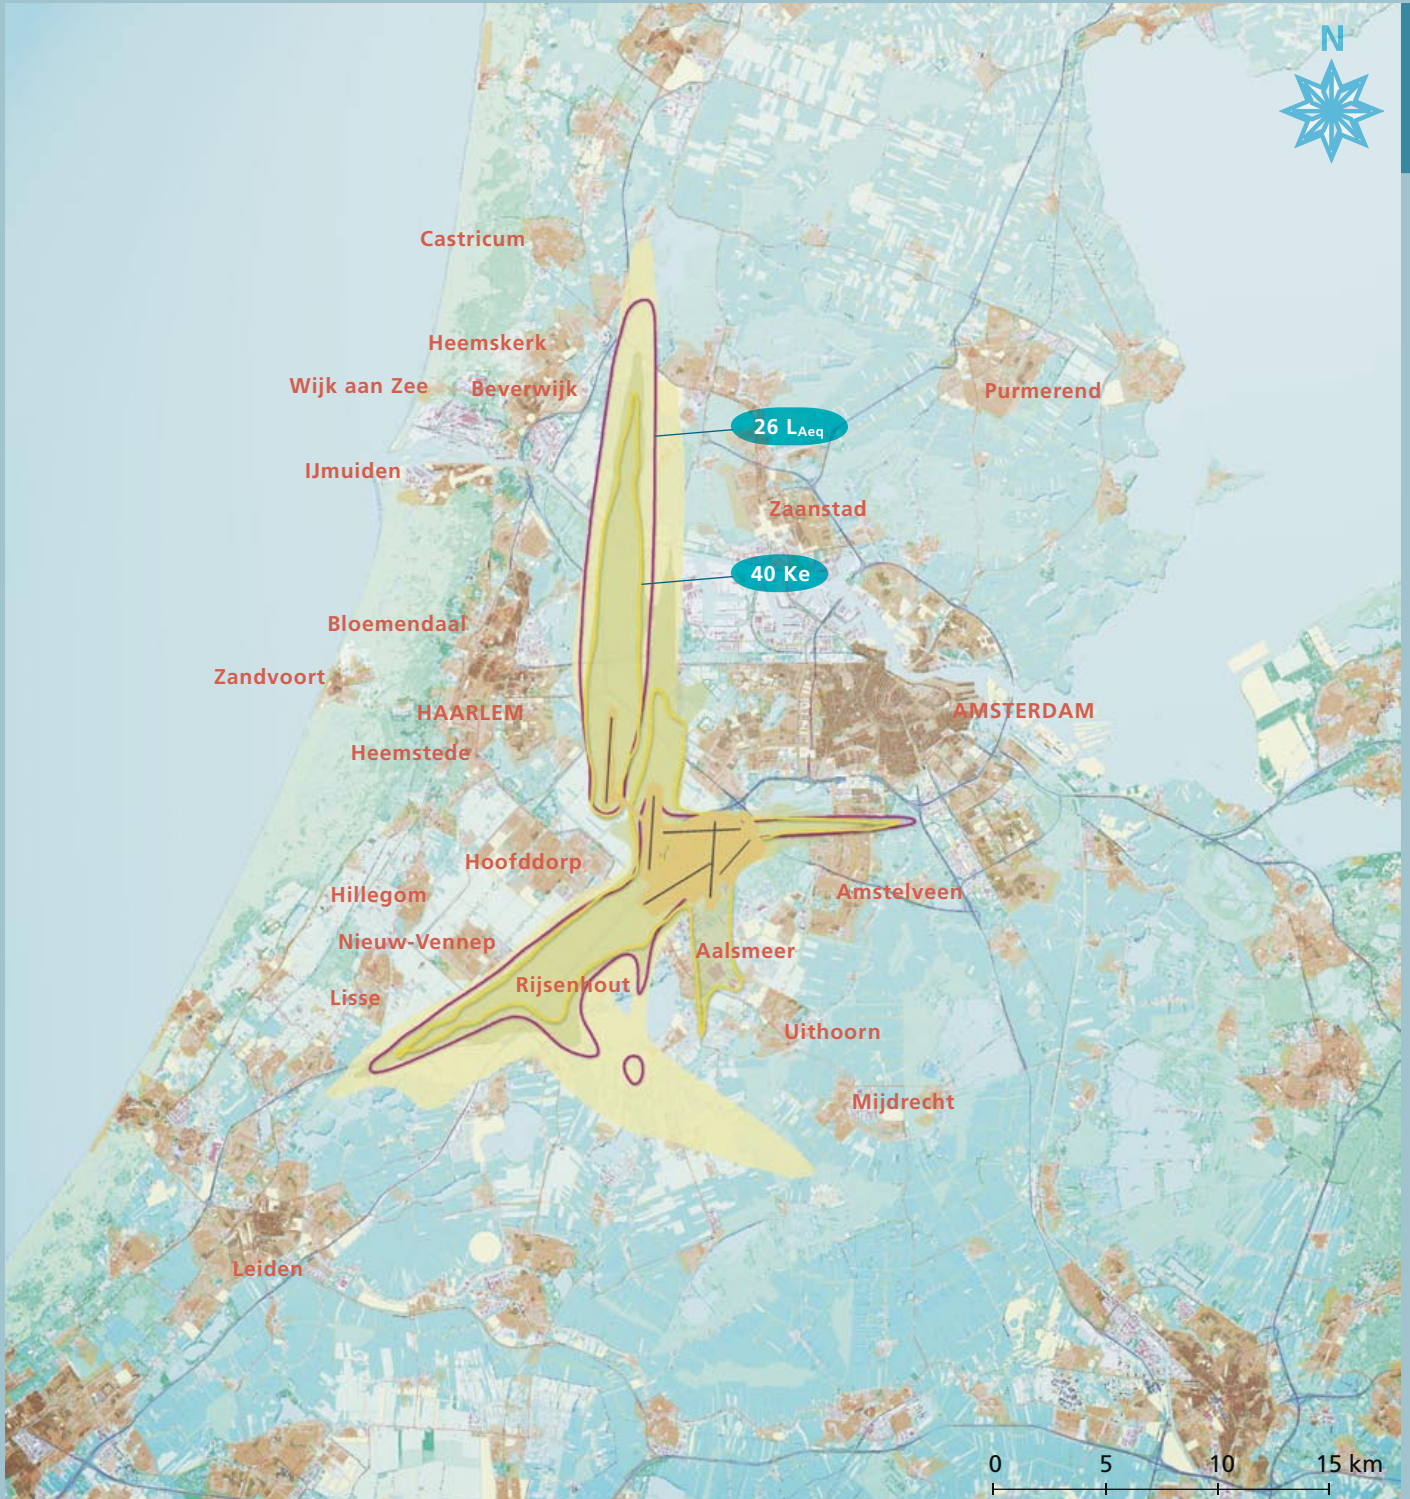 N
Castricum
Heemskerk
Wijk aan Zee
Beverwijk
Purmerend
26 LAeq
IJmuiden
Zaanstad
40 Ke
Bloemendaal
Zandvoort
HAARLEM
AMSTERDAM
Heemstede
Hoofddorp
Hillegom
Amstelveen
Nieuw-Vennep
Aalsmeer
Rijsenhout
Lisse
Uithoorn
Mijdrecht
Leiden
0 5 10 15 km